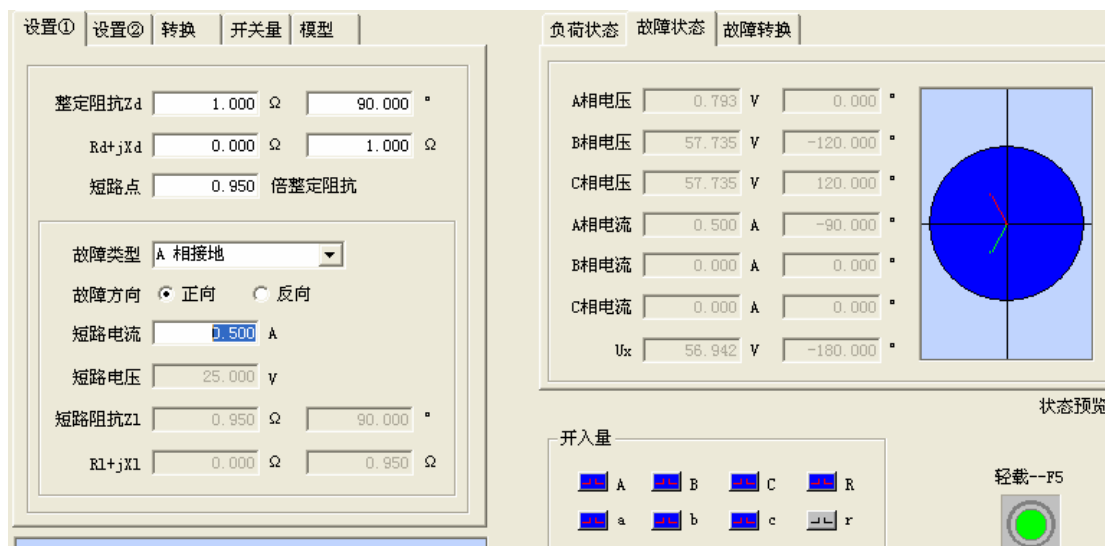 设置① 设置② 转换 开关量 模型
整定阻抗Zd 1.000 Ω 90.000 °
Rd+jXd 0.000 Ω 1.000 Ω
短路点 0.950 倍整定阻抗
故障类型 A 相接地
故障方向 正向 反向
短路电流 0.500 A
短路电压 25.000 V
短路阻抗Zl 0.950 Ω 90.000 °
Rl+jXl 0.000 Ω 0.950 Ω
负荷状态 故障状态 故障转换
A相电压 0.793 V 0.000 °
B相电压 57.735 V -120.000 °
C相电压 57.735 V 120.000 °
A相电流 0.500 A -90.000 °
B相电流 0.000 A 0.000 °
C相电流 0.000 A 0.000 °
Ux 56.942 V -180.000 °
状态预览
开入量
A B C R
a b c r
轻载--F5